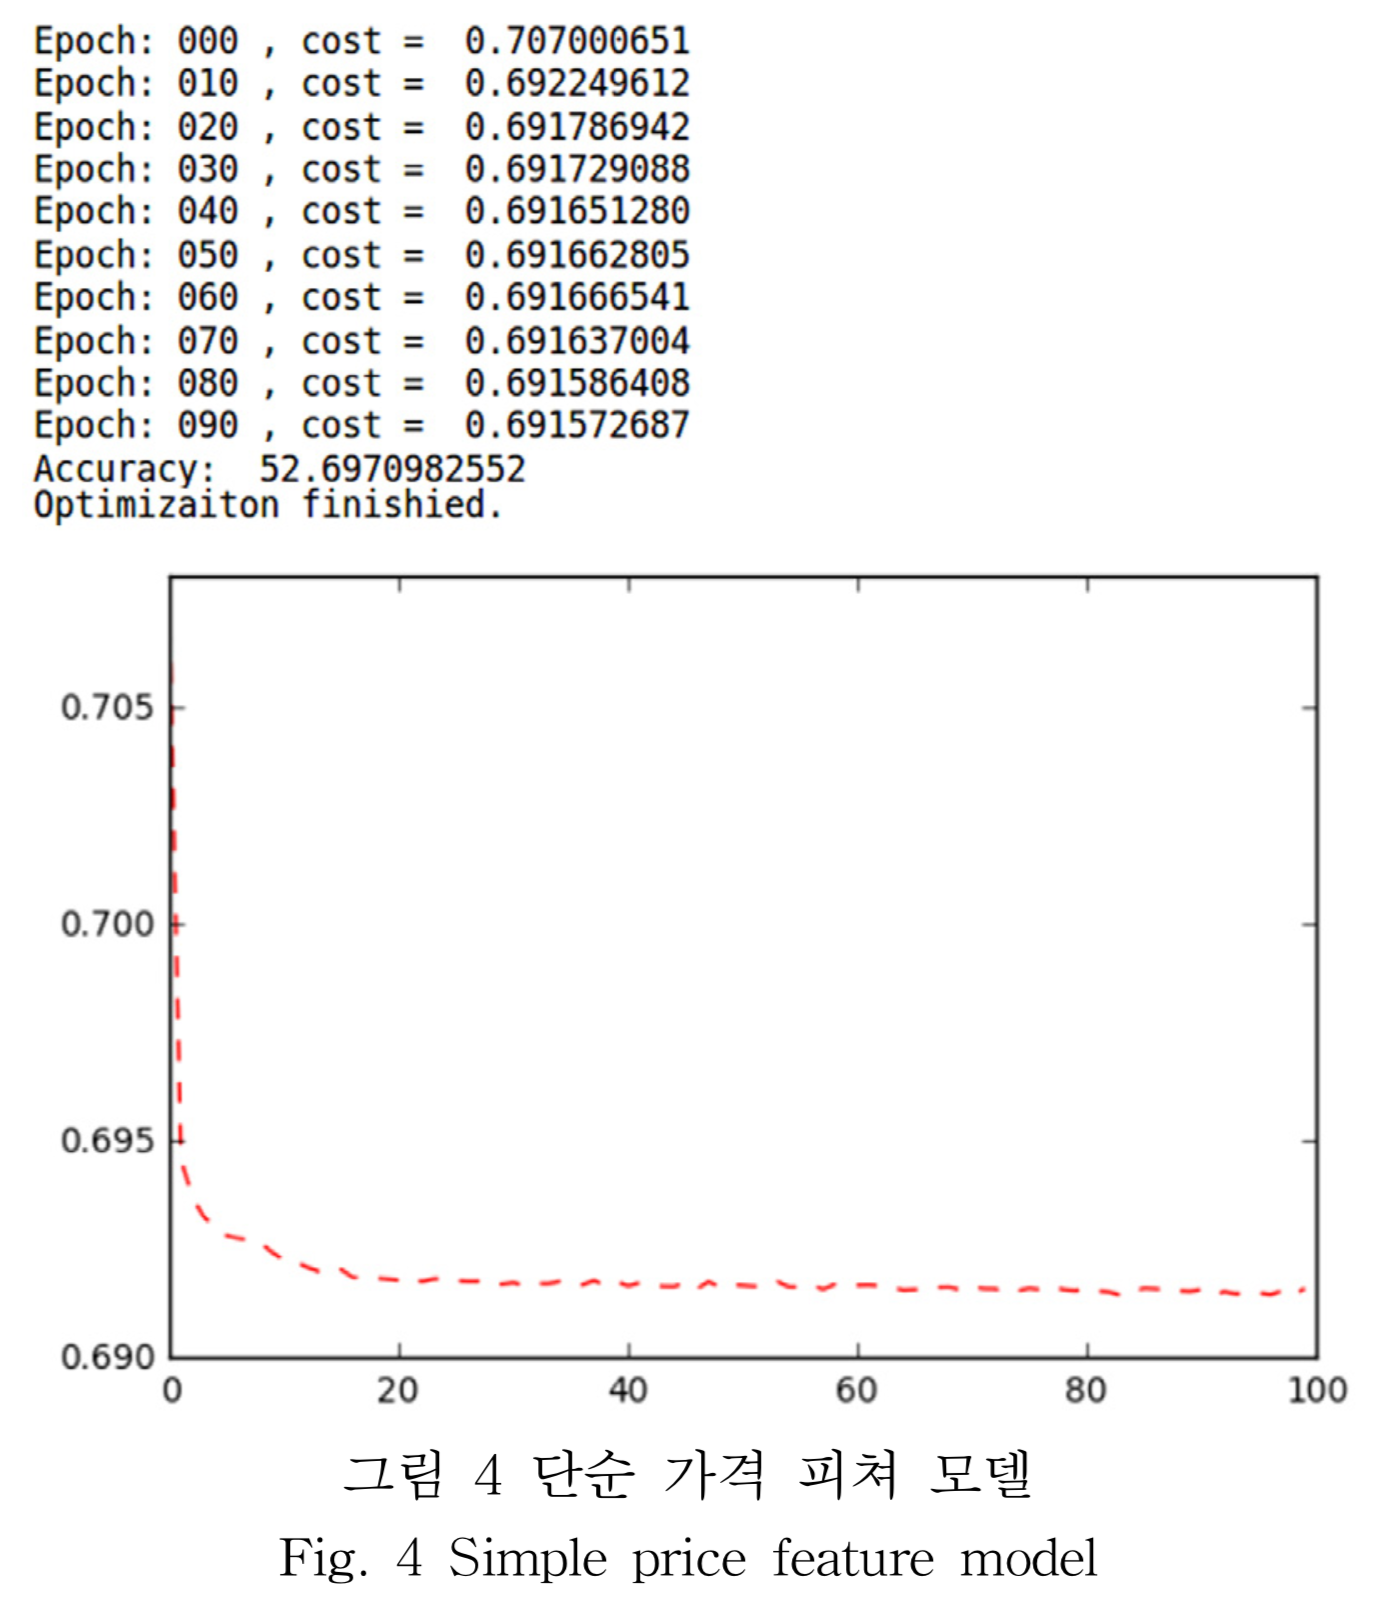 Epoch: 000 , cost =  0.707000651
Epoch: 010 , cost =  0.692249612
Epoch: 020 , cost =  0.691786942
Epoch: 030 , cost =  0.691729088
Epoch: 040 , cost =  0.691651280
Epoch: 050 , cost =  0.691662805
Epoch: 060 , cost =  0.691666541
Epoch: 070 , cost =  0.691637004
Epoch: 080 , cost =  0.691586408
Epoch: 090 , cost =  0.691572687
Accuracy:  52.6970982552
Optimizaiton finishied.
0.705
0.700
0.695
0.690
0 20 40 60 80 100
그림 4 단순 가격 피쳐 모델
Fig. 4 Simple price feature model